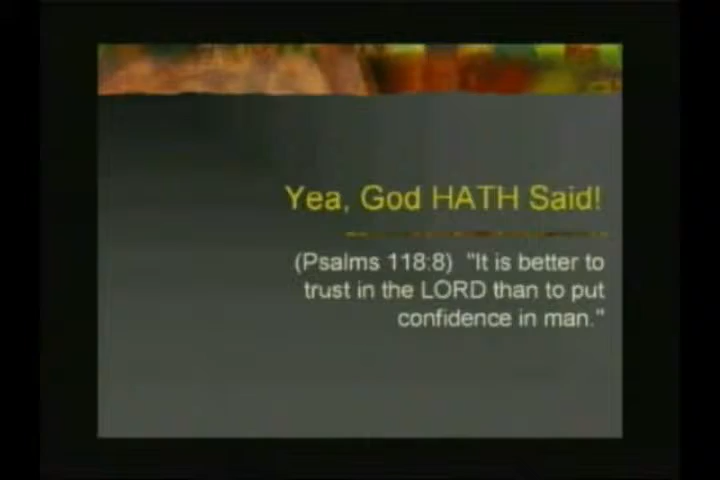 Yea, God HATH Said!
(Psalms 118:8) "It is better to
trust in the LORD than to put
confidence in man."